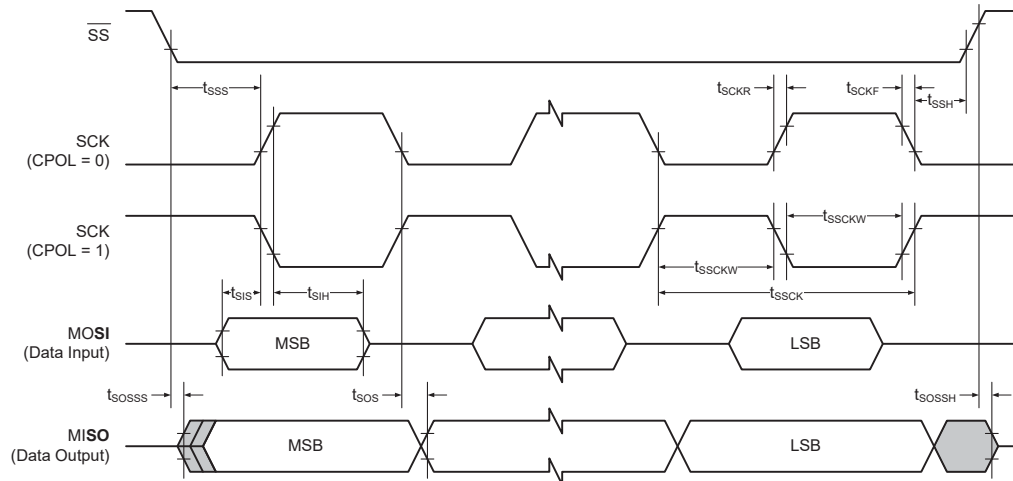 SS
tSSS
tSCKR
tSCKF
tSSH
SCK
(CPOL = 0)
SCK
(CPOL = 1)
tSSCKW
tSSCKW
tSIS
tSIH
tSSCK
MOSI
(Data Input)
MSB
LSB
tSOSSS
tSOS
tSOSSH
MISO
(Data Output)
MSB
LSB